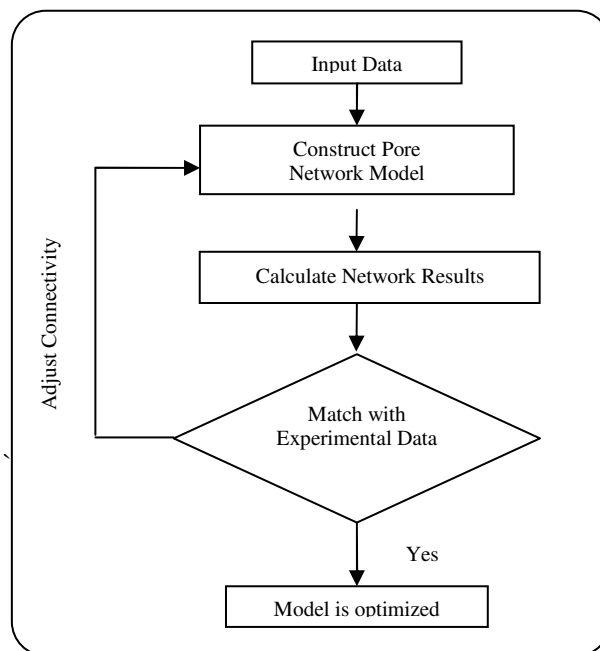 Input Data
Construct Pore
Network Model
Calculate Network Results
Adjust Connectivity
Match with
Experimental Data
Yes
Model is optimized